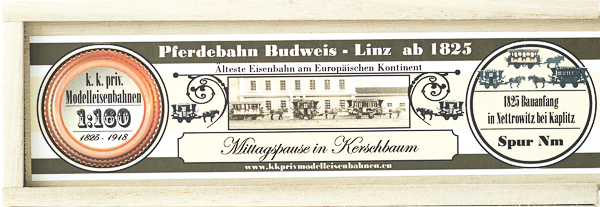 Pferdebahn Budweis - Linz ab 1825
Älteste Eisenbahn am Europäischen Kontinent
k. k. priv.
Modelleisenbahnen
1:160
1825 - 1918
Mittagspause in Kerschbaum
www.kkprivmodelleisenbahnen.eu
1825 Bauanfang
in Nettrowitz bei Kaplitz
Spur Nm